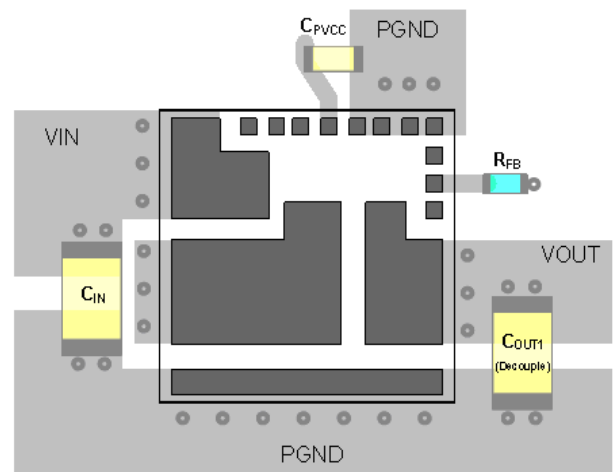 CPVCC
PGND
VIN
RFB
VOUT
CIN
COUT1
(Decouple)
PGND